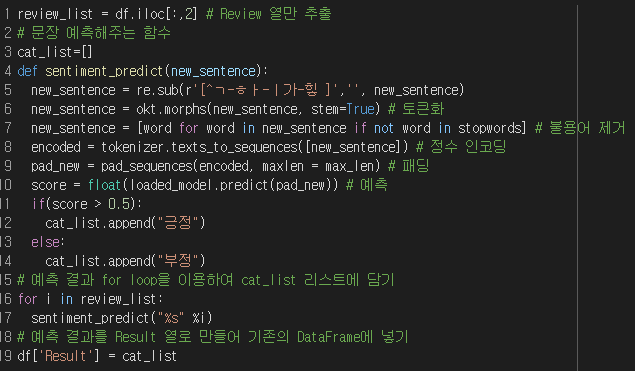 1 review_list = df.iloc[:,2] # Review 열만 추출
2 # 문장 예측해주는 함수
3 cat_list=[]
4 def sentiment_predict(new_sentence):
5 new_sentence = re.sub(r'[^ㄱ-ㅎㅏ-ㅣ가-힣 ]','', new_sentence)
6 new_sentence = okt.morphs(new_sentence, stem=True) # 토큰화
7 new_sentence = [word for word in new_sentence if not word in stopwords] # 불용어 제거
8 encoded = tokenizer.texts_to_sequences([new_sentence]) # 정수 인코딩
9 pad_new = pad_sequences(encoded, maxlen = max_len) # 패딩
10 score = float(loaded_model.predict(pad_new)) # 예측
11 if(score > 0.5):
12 cat_list.append("긍정")
13 else:
14 cat_list.append("부정")
15 # 예측 결과 for loop을 이용하여 cat_list 리스트에 담기
16 for i in review_list:
17 sentiment_predict("%s" %i)
18 # 예측 결과를 Result 열로 만들어 기존의 DataFrame에 넣기
19 df['Result'] = cat_list